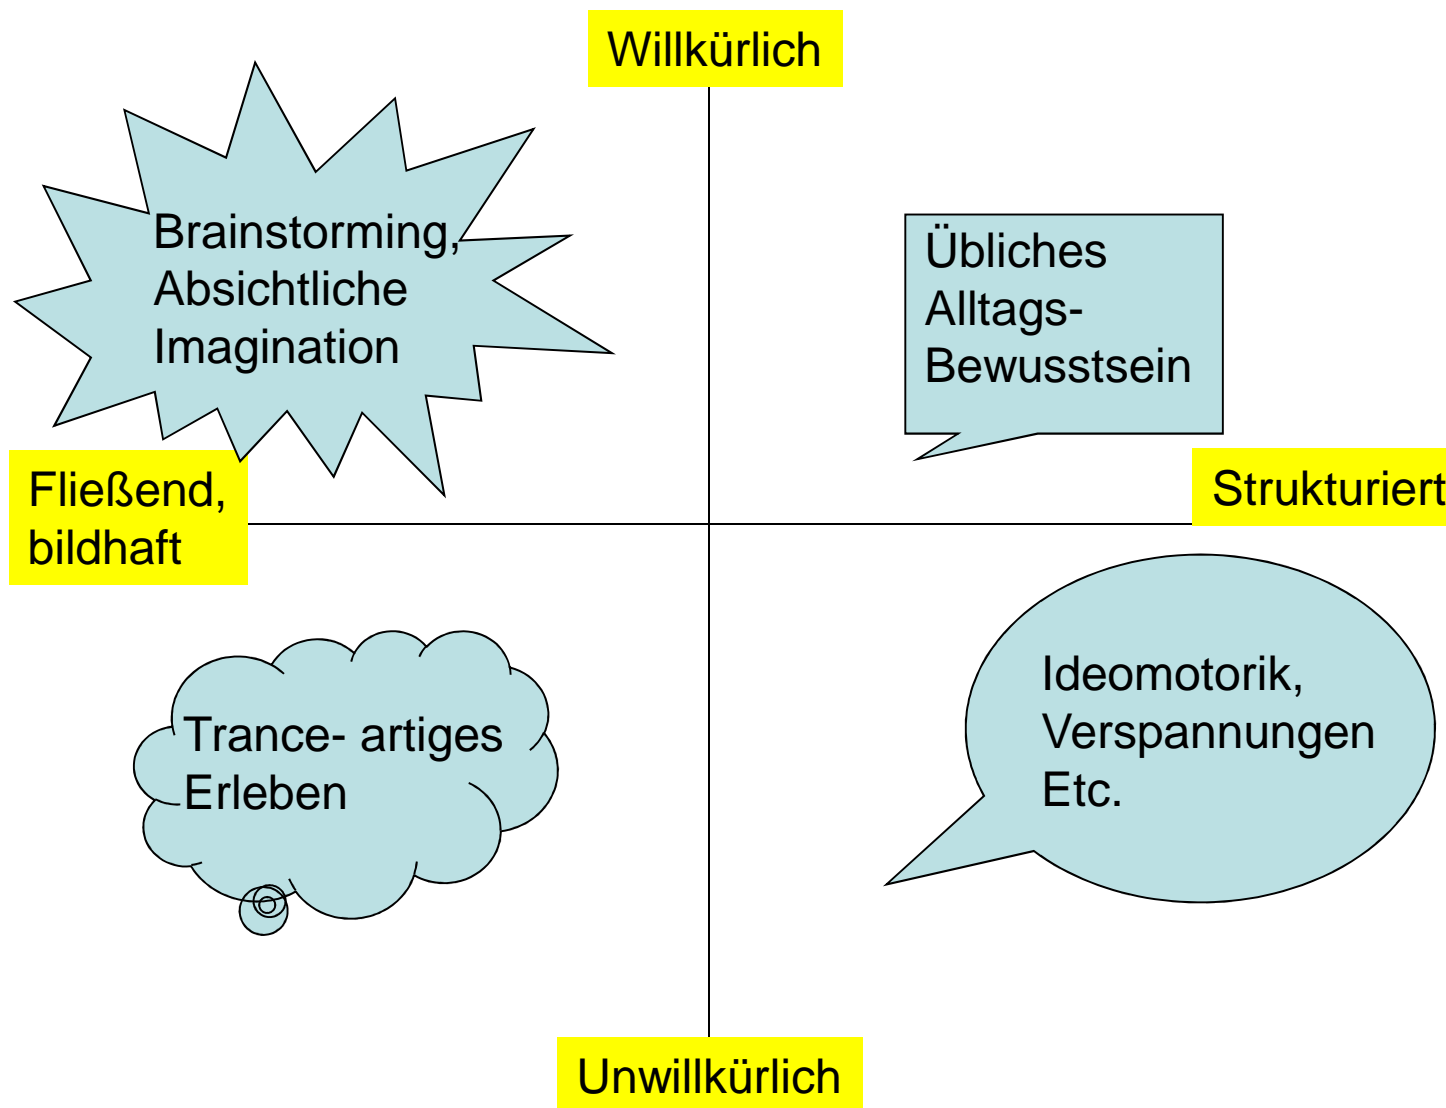 Willkürlich
Brainstorming,
Absichtliche
Imagination
Übliches
Alltags-
Bewusstsein
Fließend,
bildhaft
Strukturiert
Trance- artiges
Erleben
Ideomotorik,
Verspannungen
Etc.
Unwillkürlich